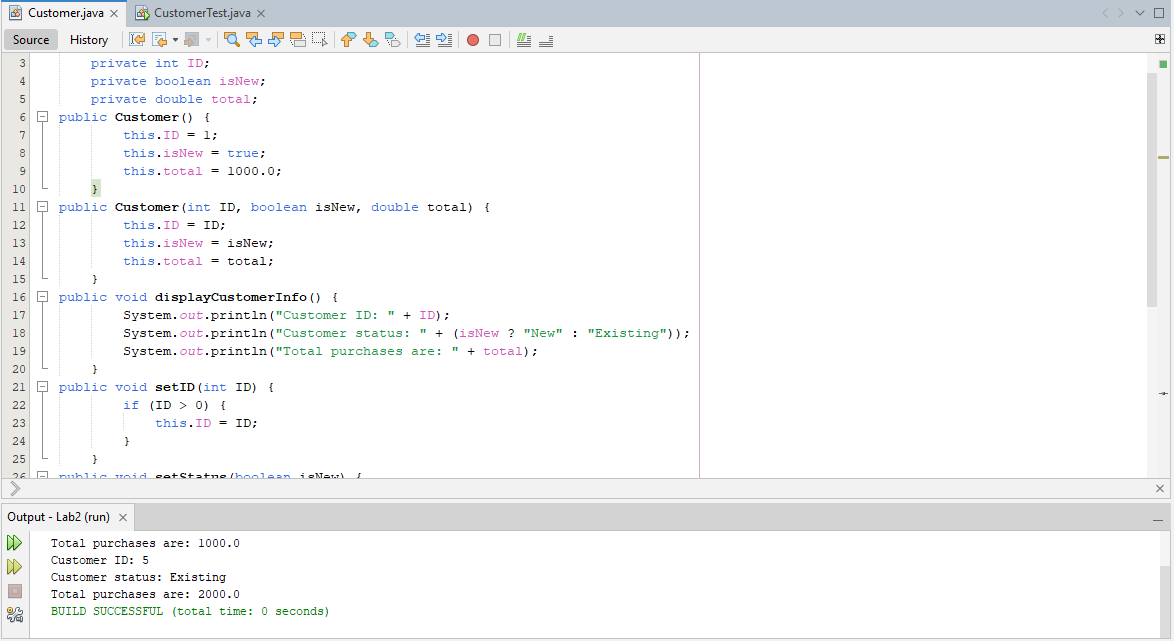 Customer.java × CustomerTest.java ×
Source History
3 private int ID;
4 private boolean isNew;
5 private double total;
6 public Customer() {
7 this.ID = 1;
8 this.isNew = true;
9 this.total = 1000.0;
10 }
11 public Customer(int ID, boolean isNew, double total) {
12 this.ID = ID;
13 this.isNew = isNew;
14 this.total = total;
15 }
16 public void displayCustomerInfo() {
17 System.out.println("Customer ID: " + ID);
18 System.out.println("Customer status: " + (isNew ? "New" : "Existing"));
19 System.out.println("Total purchases are: " + total);
20 }
21 public void setID(int ID) {
22 if (ID > 0) {
23 this.ID = ID;
24 }
25 }
26 public void setStatus(boolean isNew) {
Output - Lab2 (run) ×
Total purchases are: 1000.0
Customer ID: 5
Customer status: Existing
Total purchases are: 2000.0
BUILD SUCCESSFUL (total time: 0 seconds)